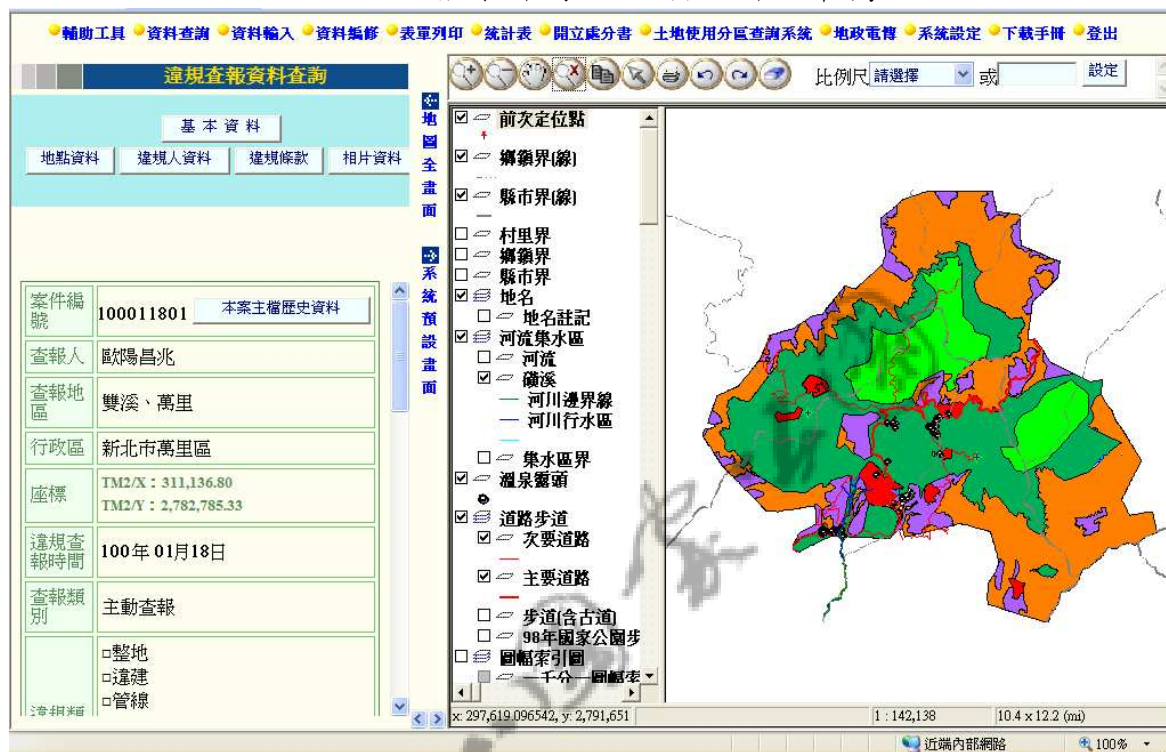 輔助工具 資料查詢 資料輸入 資料編修 表單列印 統計表 開立處分書 土地使用分區查詢系統 地政電傳 系統設定 下載手冊 登出
違規查報資料查詢
基本資料
地點資料 違規人資料 違規條款 相片資料
案件編號 100011801 本案主檔歷史資料
查報人 歐陽昌兆
查報地區 雙溪、萬里
行政區 新北市萬里區
座標 TM2/X：311,136.80
TM2/Y：2,782,785.33
違規查報時間 100年01月18日
查報類別 主動查報
□整地
□違建
□管線
違規類
地圖全畫面
系統預設畫面
比例尺 請選擇 或 設定
前次定位點
鄉鎮界(線)
縣市界(線)
村里界
鄉鎮界
縣市界
地名
地名註記
河流集水區
河流
磺溪
河川邊界線
河川行水區
集水區界
溫泉露頭
道路步道
次要道路
主要道路
步道(含古道)
98年國家公園步
圖幅索引圖
一千分一圖幅索
x: 297,619.096542, y: 2,791,651 1 : 142,138 10.4 x 12.2 (mi)
近端內部網路 100%